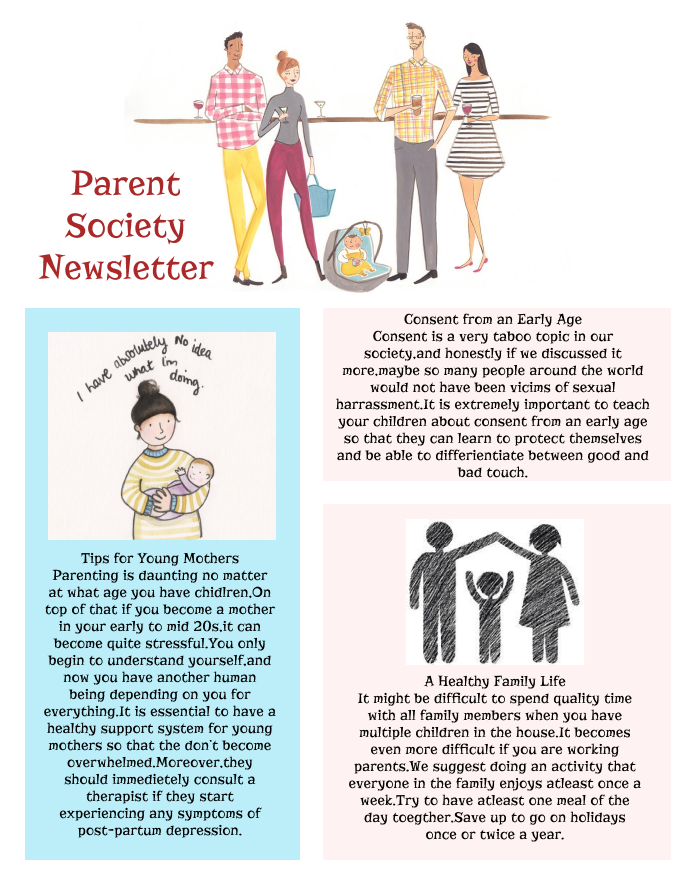 Parent
Society
Newsletter
I have absolutely No idea
what I'm
doing.
Tips for Young Mothers
Parenting is daunting no matter
at what age you have chidlren.On
top of that if you become a mother
in your early to mid 20s,it can
become quite stressful.You only
begin to understand yourself,and
now you have another human
being depending on you for
everything.It is essential to have a
healthy support system for young
mothers so that the don't become
overwhelmed.Moreover,they
should immedietely consult a
therapist if they start
experiencing any symptoms of
post-partum depression.
Consent from an Early Age
Consent is a very taboo topic in our
society,and honestly if we discussed it
more,maybe so many people around the world
would not have been vicims of sexual
harrassment.It is extremely important to teach
your children about consent from an early age
so that they can learn to protect themselves
and be able to differientiate between good and
bad touch.
A Healthy Family Life
It might be difficult to spend quality time
with all family members when you have
multiple children in the house.It becomes
even more difficult if you are working
parents.We suggest doing an activity that
everyone in the family enjoys atleast once a
week.Try to have atleast one meal of the
day toegther.Save up to go on holidays
once or twice a year.